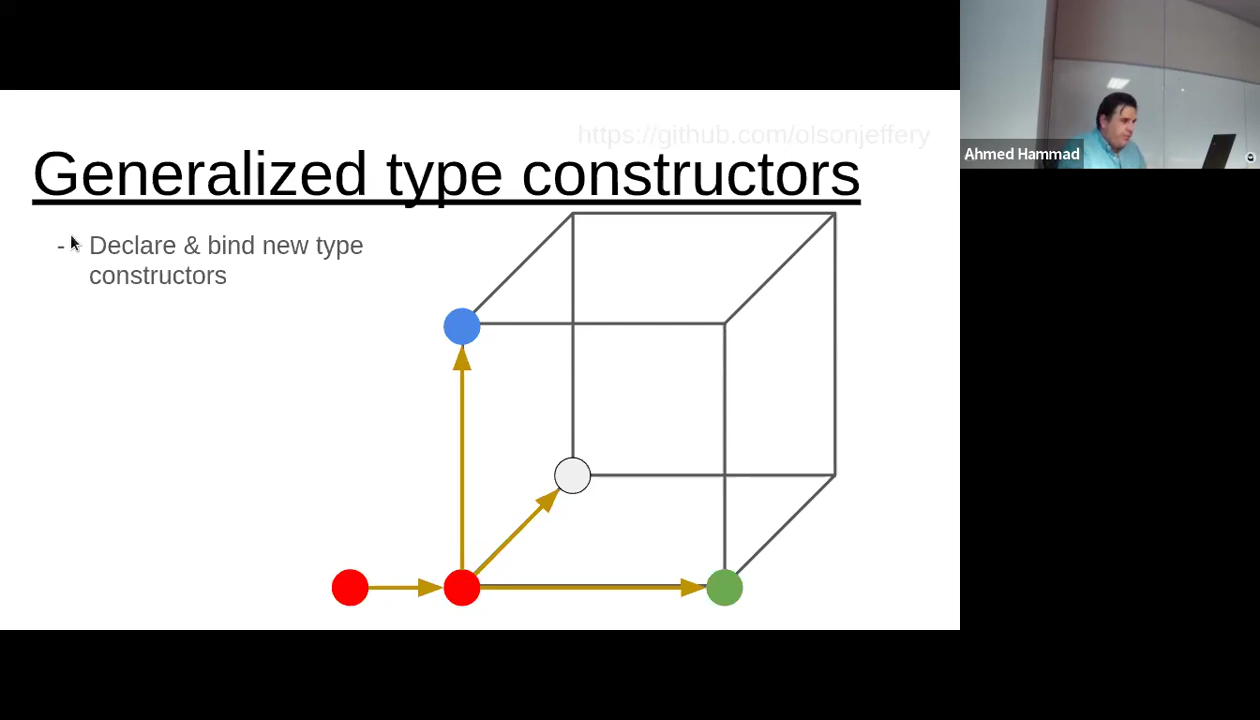 https://github.com/olsonjeffery
Generalized type constructors
- Declare & bind new type
constructors
Ahmed Hammad